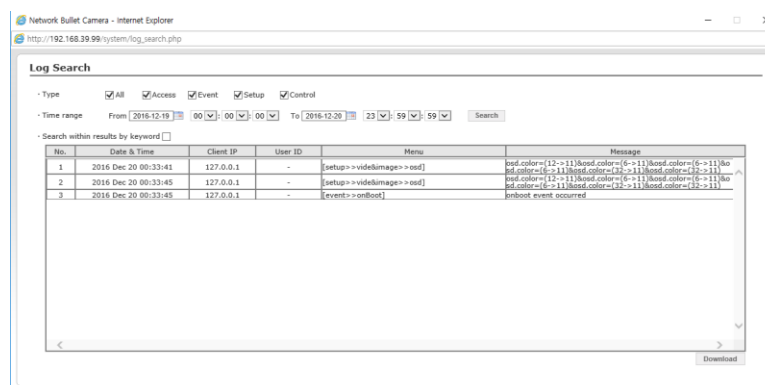 Network Bullet Camera - Internet Explorer
http://192.168.39.99/system/log_search.php
Log Search
· Type All Access Event Setup Control
· Time range From 2016-12-19 00 : 00 : 00 To 2016-12-20 23 : 59 : 59 Search
· Search within results by keyword
No. Date & Time Client IP User ID Menu Message
1 2016 Dec 20 00:33:41 127.0.0.1 - [setup>>vide&image>>osd] osd.color=(12->11)&osd.color=(6->11)&osd.color=(6->11)&o
sd.color=(6->11)&osd.color=(32->11)&osd.color=(32->11)
2 2016 Dec 20 00:33:45 127.0.0.1 - [setup>>vide&image>>osd] osd.color=(12->11)&osd.color=(6->11)&osd.color=(6->11)&o
sd.color=(6->11)&osd.color=(32->11)&osd.color=(32->11)
3 2016 Dec 20 00:33:45 127.0.0.1 - [event>>onBoot] onboot event occurred
Download